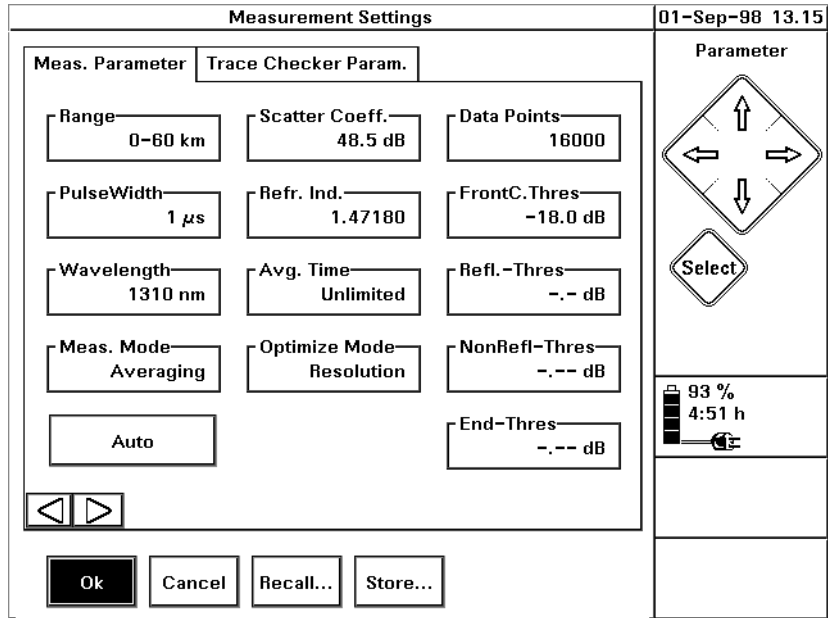 Measurement Settings
01-Sep-98 13.15
Meas. Parameter
Trace Checker Param.
Range
0-60 km
Scatter Coeff.
48.5 dB
Data Points
16000
PulseWidth
1 µs
Refr. Ind.
1.47180
FrontC.Thres
-18.0 dB
Wavelength
1310 nm
Avg. Time
Unlimited
Refl.-Thres
-.- dB
Meas. Mode
Averaging
Optimize Mode
Resolution
NonRefl-Thres
-.-- dB
Auto
End-Thres
-.-- dB
Ok
Cancel
Recall...
Store...
Parameter
Select
93 %
4:51 h